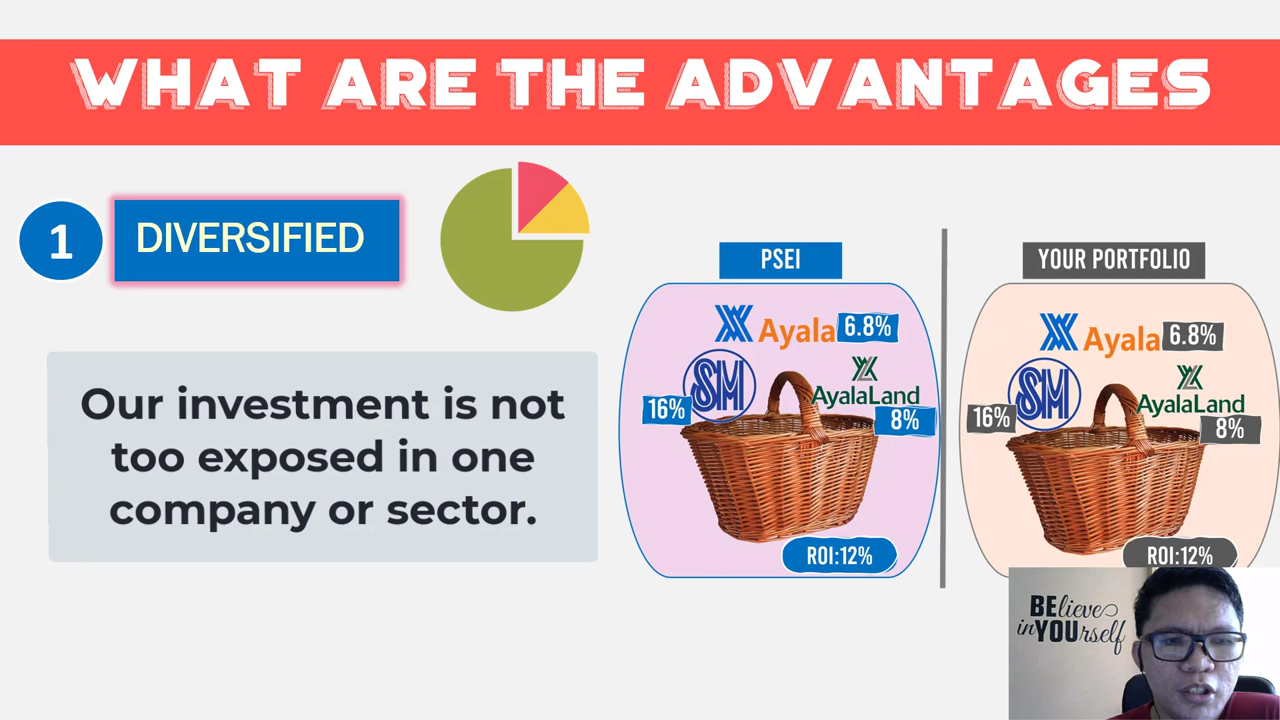 WHAT ARE THE ADVANTAGES
1
DIVERSIFIED
Our investment is not
too exposed in one
company or sector.
PSEI
Ayala 6.8%
SM
16%
AyalaLand
8%
ROI:12%
YOUR PORTFOLIO
Ayala 6.8%
SM
16%
AyalaLand
8%
ROI:12%
BElieve
inYOUrself